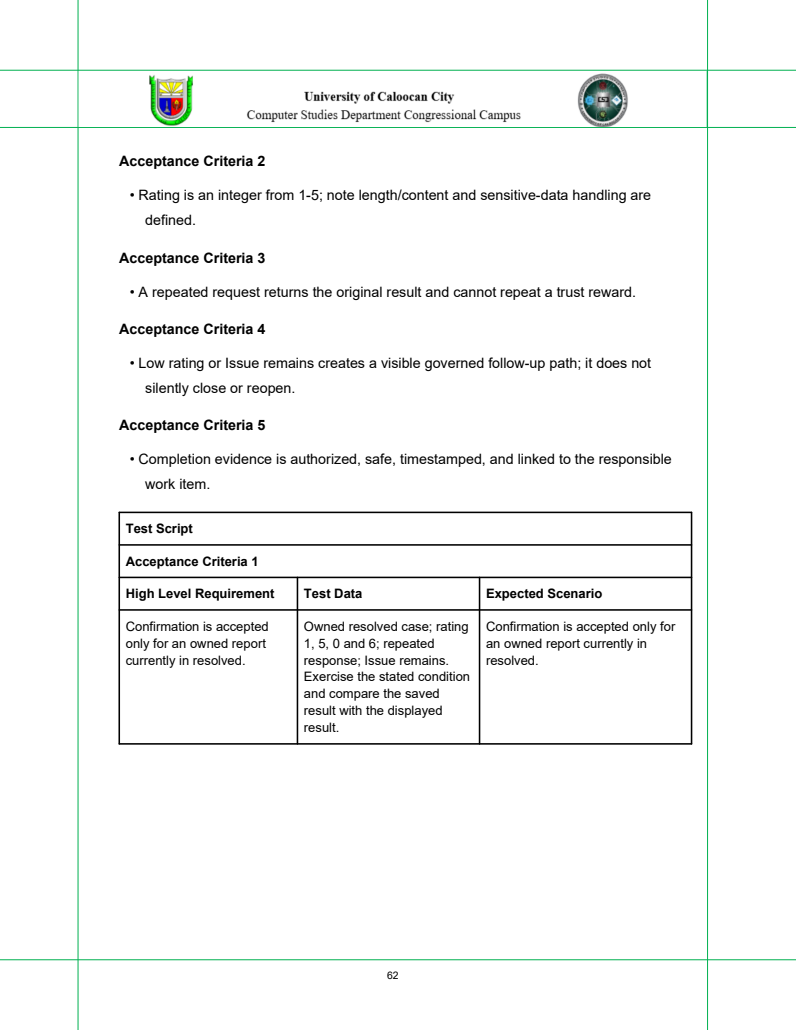 University of Caloocan City
Computer Studies Department Congressional Campus
Acceptance Criteria 2
• Rating is an integer from 1-5; note length/content and sensitive-data handling are
defined.
Acceptance Criteria 3
• A repeated request returns the original result and cannot repeat a trust reward.
Acceptance Criteria 4
• Low rating or Issue remains creates a visible governed follow-up path; it does not
silently close or reopen.
Acceptance Criteria 5
• Completion evidence is authorized, safe, timestamped, and linked to the responsible
work item.
Test Script
Acceptance Criteria 1
High Level Requirement
Test Data
Expected Scenario
Confirmation is accepted
only for an owned report
currently in resolved.
Owned resolved case; rating
1, 5, 0 and 6; repeated
response; Issue remains.
Exercise the stated condition
and compare the saved
result with the displayed
result.
Confirmation is accepted only for
an owned report currently in
resolved.
62